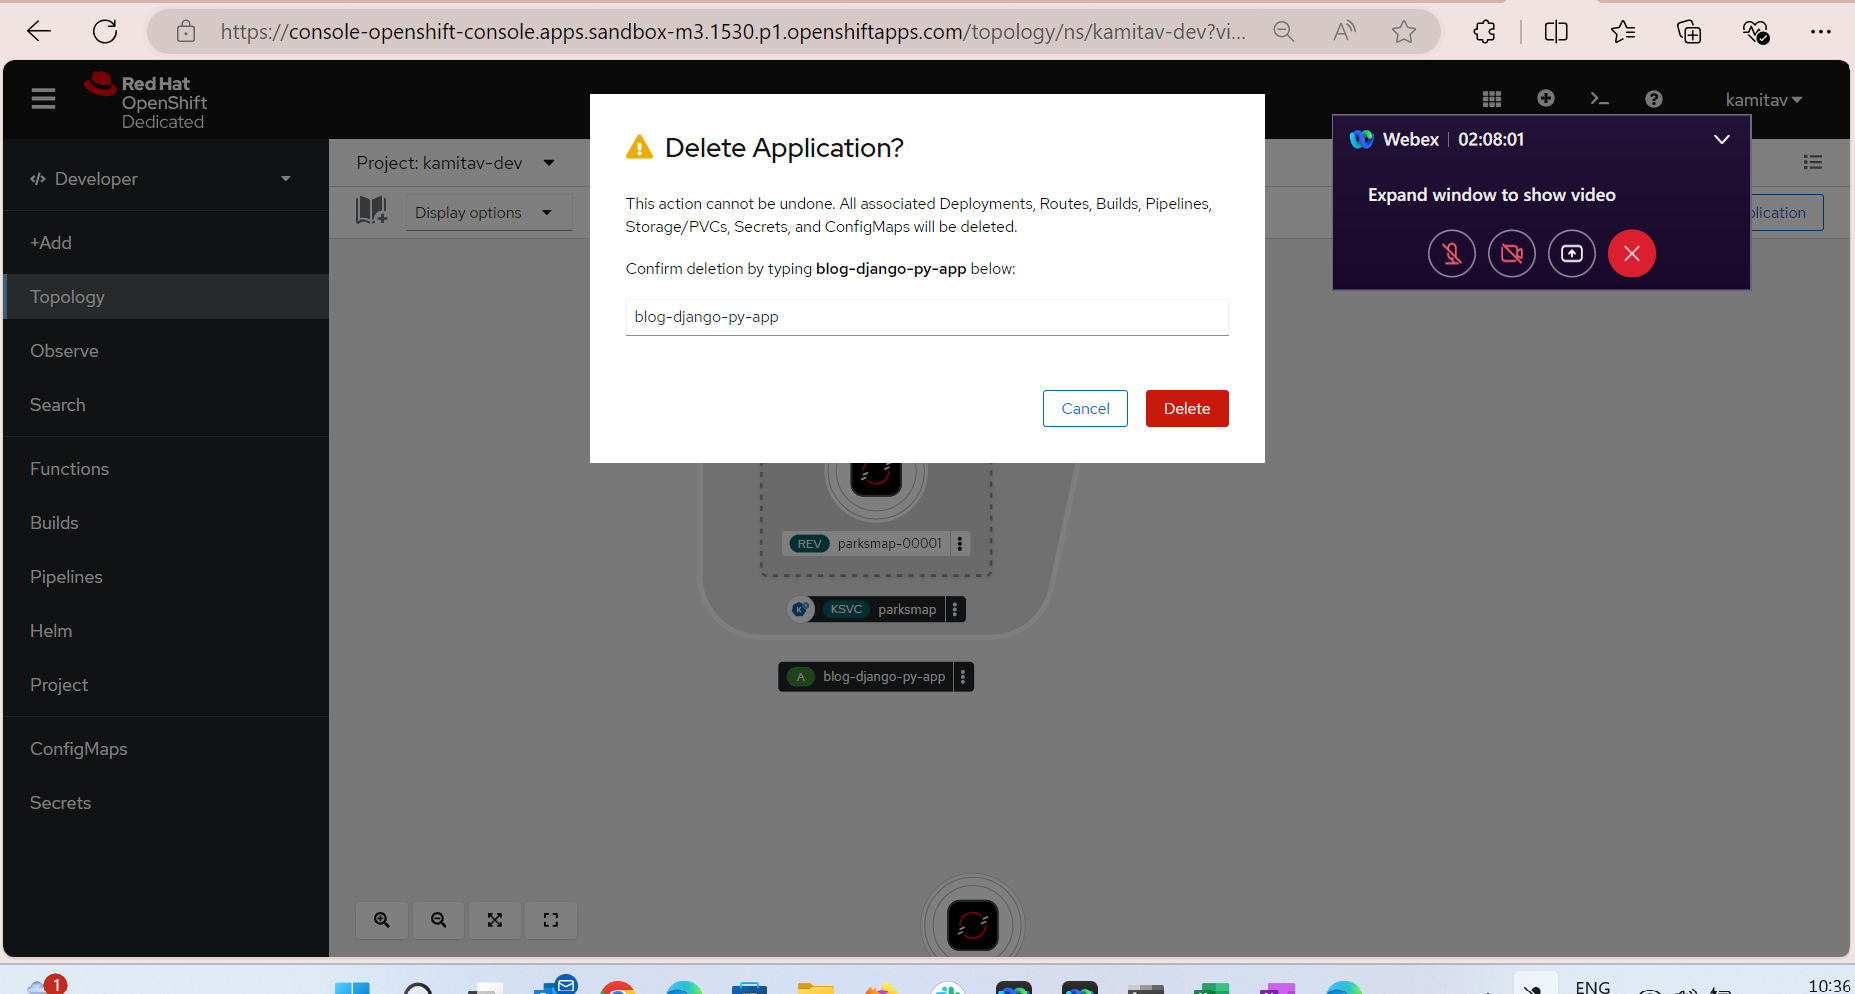 https://console-openshift-console.apps.sandbox-m3.1530.p1.openshiftapps.com/topology/ns/kamitav-dev?vi...
Red Hat
OpenShift
Dedicated
kamitav
Webex 02:08:01
Expand window to show video
Developer
+Add
Topology
Observe
Search
Functions
Builds
Pipelines
Helm
Project
ConfigMaps
Secrets
Project: kamitav-dev
Display options
plication
Delete Application?
This action cannot be undone. All associated Deployments, Routes, Builds, Pipelines,
Storage/PVCs, Secrets, and ConfigMaps will be deleted.
Confirm deletion by typing blog-django-py-app below:
blog-django-py-app
Cancel
Delete
REV parksmap-00001
KSVC parksmap
A blog-django-py-app
1
ENG
10:36